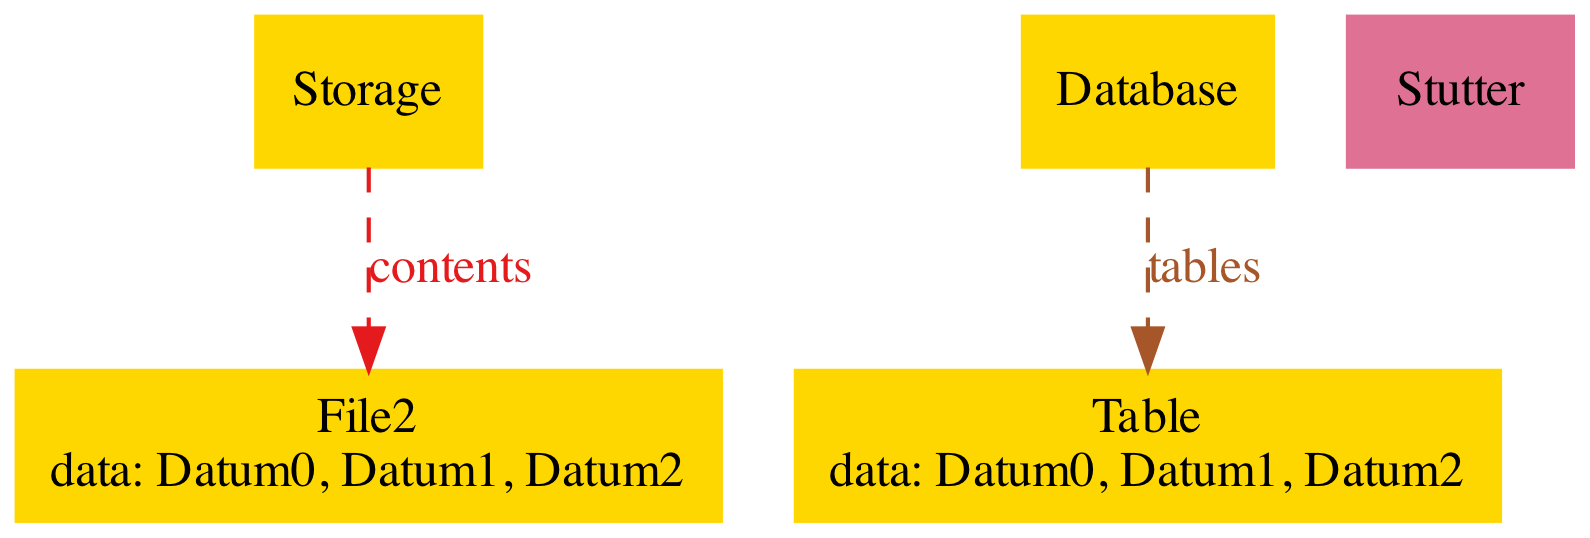 Storage
Database
Stutter
contents
tables
File2
data: Datum0, Datum1, Datum2
Table
data: Datum0, Datum1, Datum2